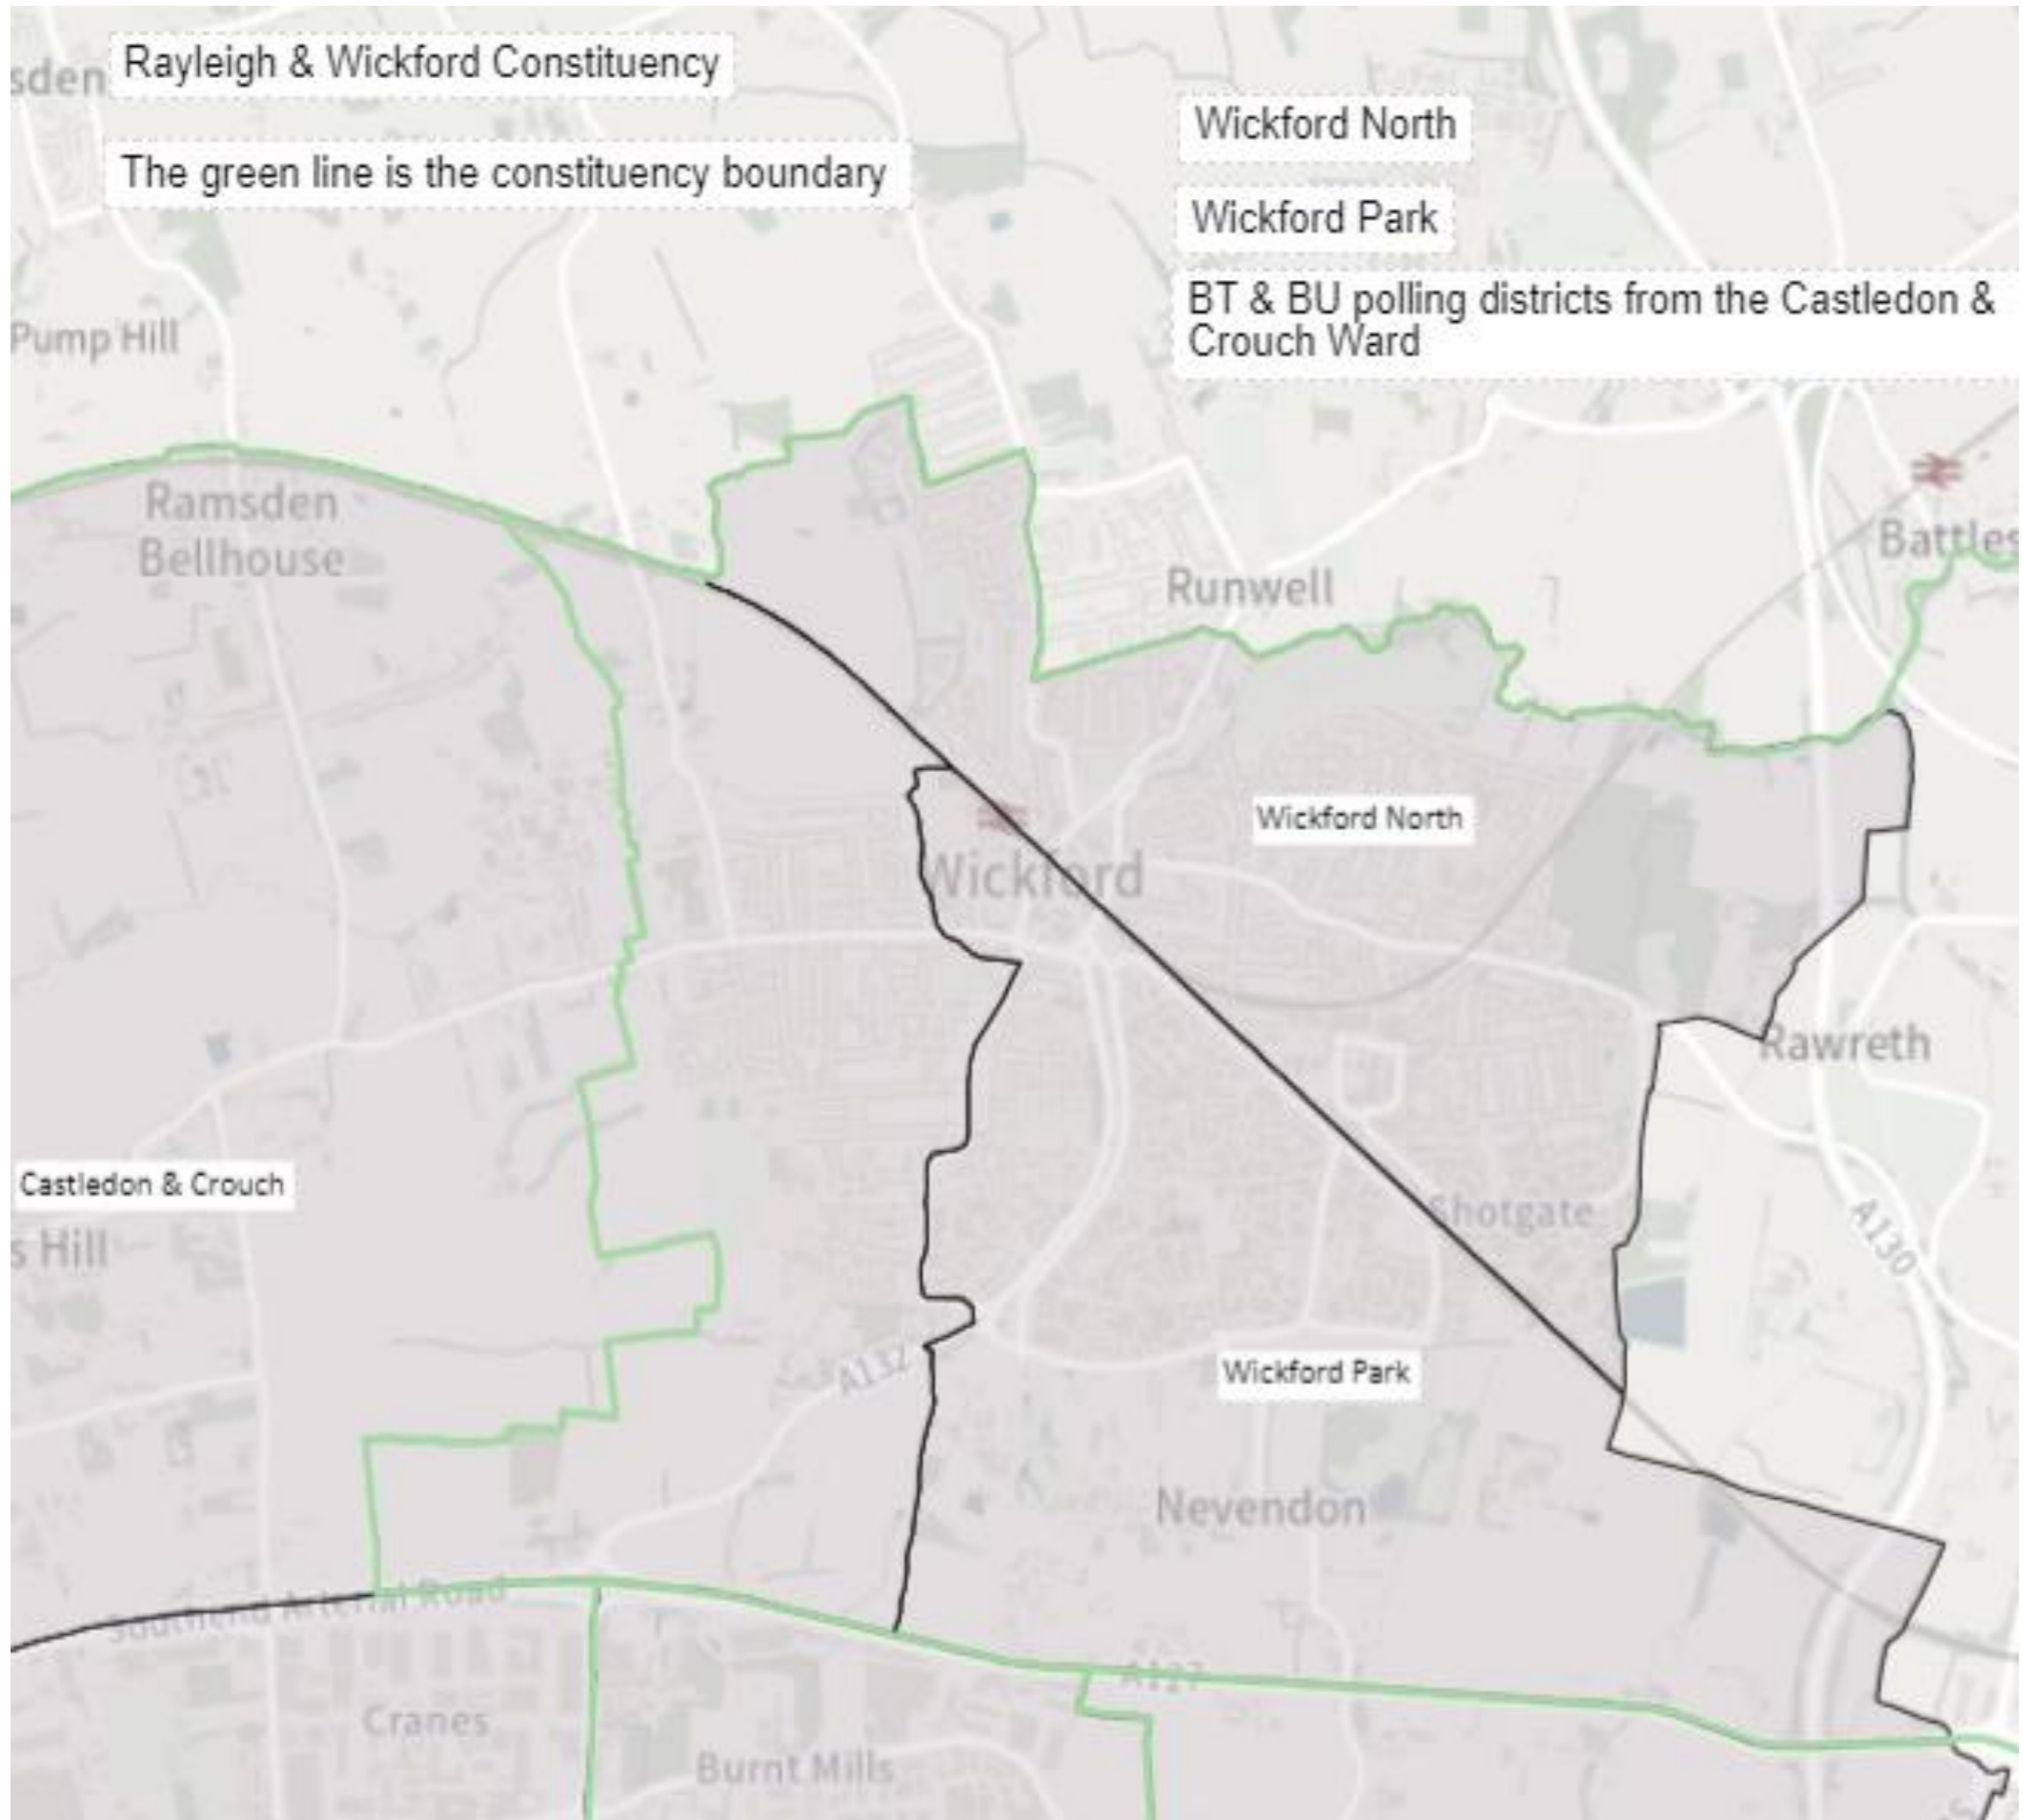 sden
Rayleigh & Wickford Constituency
The green line is the constituency boundary
Wickford North
Wickford Park
BT & BU polling districts from the Castledon &
Crouch Ward
Pump Hill
Ramsden
Bellhouse
Battles
Runwell
Wickford North
Wickford
Rawreth
Castledon & Crouch
s Hill
Shotgate
A130
A132
Wickford Park
Nevendon
Southend Arterial Road
A127
Cranes
Burnt Mills